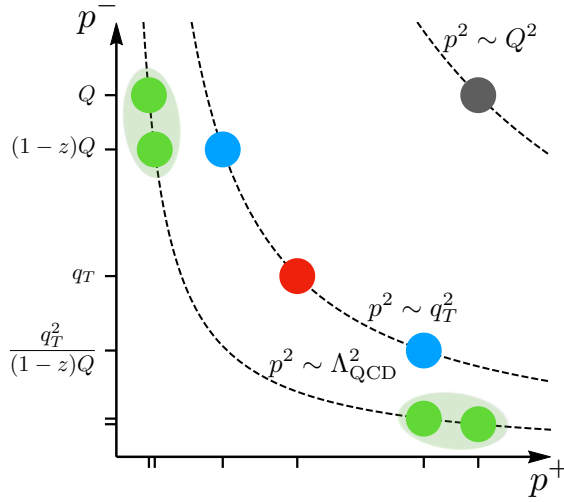 p⁻
p² ∼ Q²
Q
(1 − z)Q
q_T
p² ∼ q_T²
q_T²
(1 − z)Q
p² ∼ Λ²_QCD
p⁺